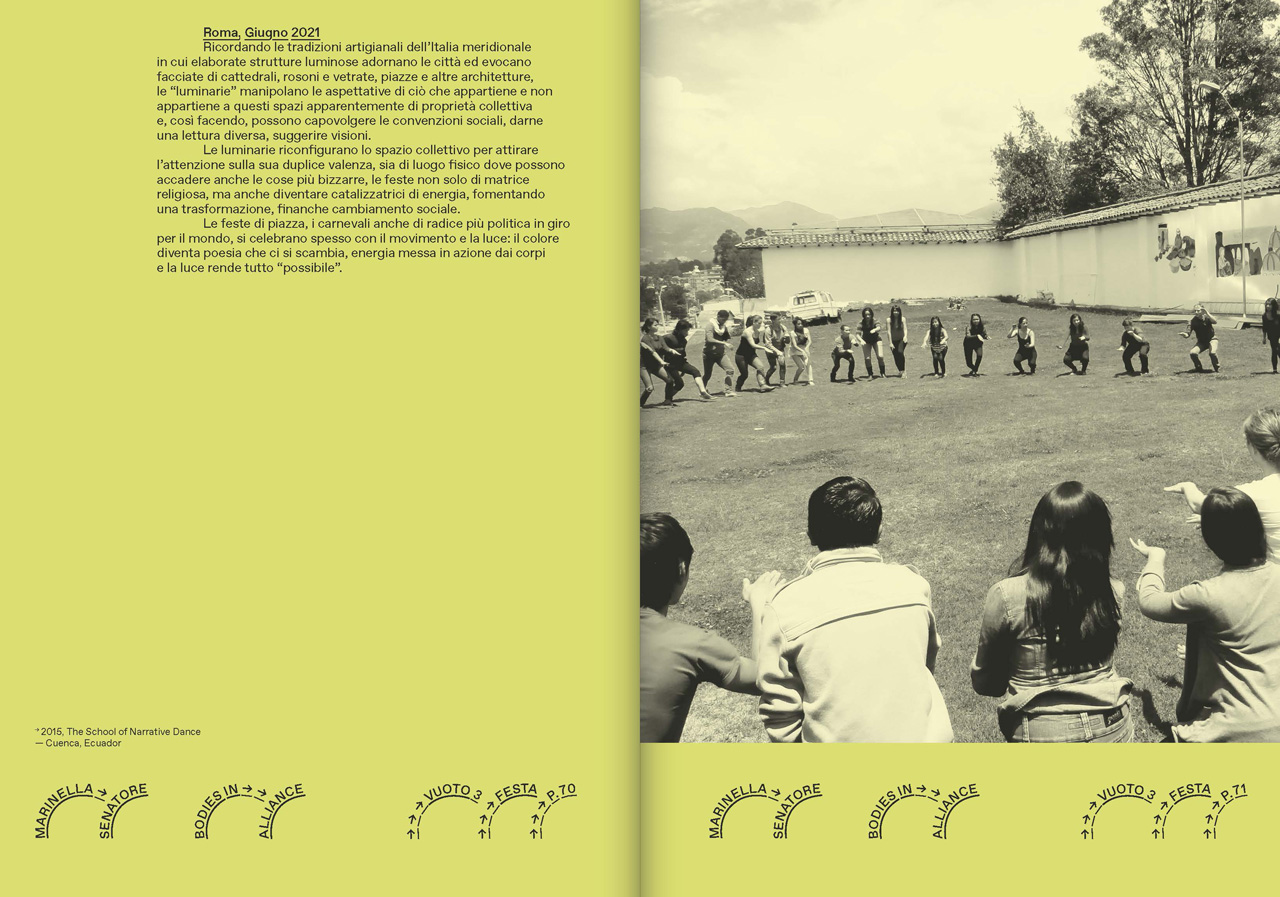 Roma, Giugno 2021
Ricordando le tradizioni artigianali dell’Italia meridionale
in cui elaborate strutture luminose adornano le città ed evocano
facciate di cattedrali, rosoni e vetrate, piazze e altre architetture,
le “luminarie” manipolano le aspettative di ciò che appartiene e non
appartiene a questi spazi apparentemente di proprietà collettiva
e, così facendo, possono capovolgere le convenzioni sociali, darne
una lettura diversa, suggerire visioni.
Le luminarie riconfigurano lo spazio collettivo per attirare
l’attenzione sulla sua duplice valenza, sia di luogo fisico dove possono
accadere anche le cose più bizzarre, le feste non solo di matrice
religiosa, ma anche diventare catalizzatrici di energia, fomentando
una trasformazione, finanche cambiamento sociale.
Le feste di piazza, i carnevali anche di radice più politica in giro
per il mondo, si celebrano spesso con il movimento e la luce: il colore
diventa poesia che ci si scambia, energia messa in azione dai corpi
e la luce rende tutto “possibile”.
→ 2015, The School of Narrative Dance
— Cuenca, Ecuador
MARINELLA → SENATORE
BODIES IN → → ALLIANCE
→ → VUOTO 3 → → FESTA → → P.70
MARINELLA → SENATORE
BODIES IN → → ALLIANCE
→ → VUOTO 3 → → FESTA → → P.71